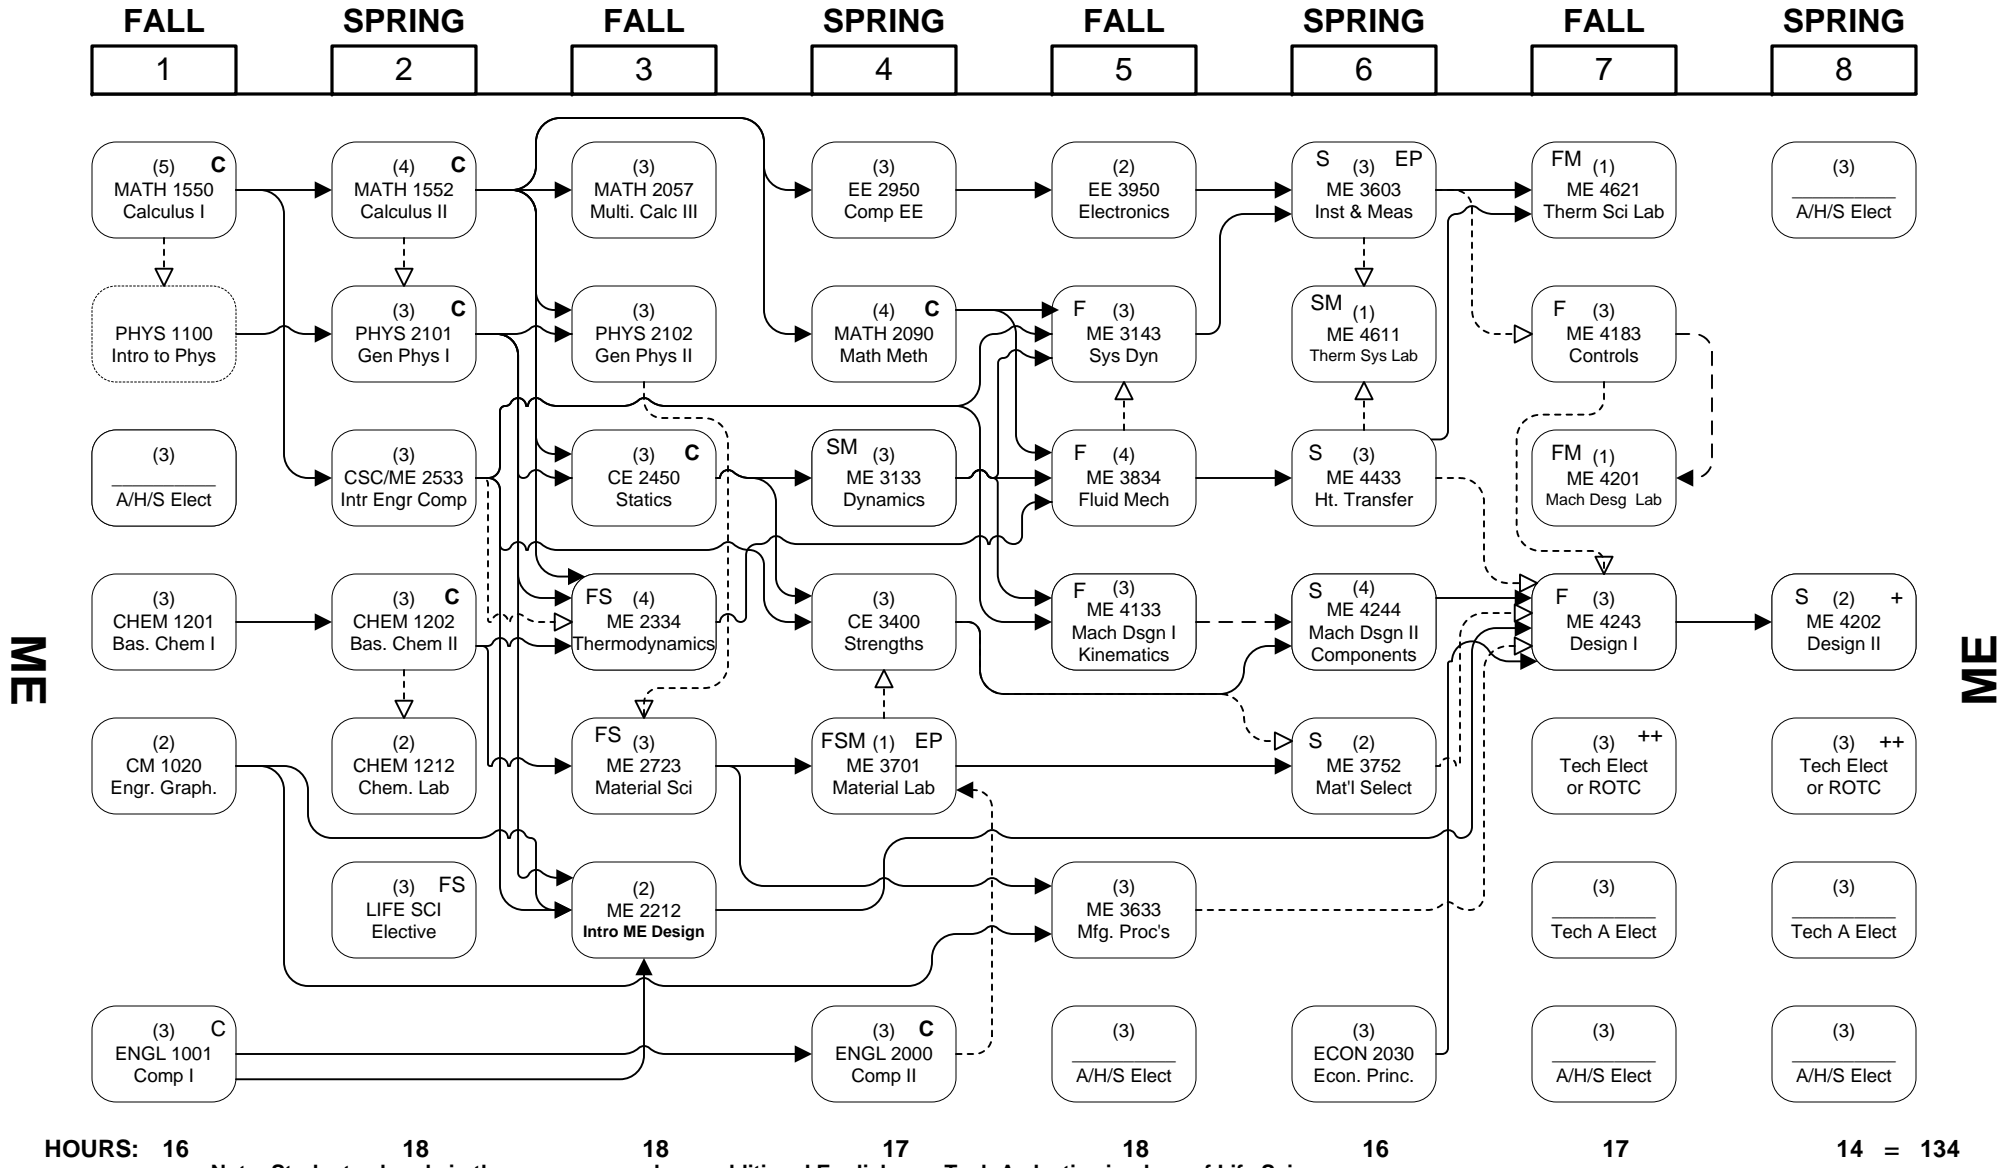 FALL SPRING FALL SPRING FALL SPRING FALL SPRING
1 2 3 4 5 6 7 8
(5) C
MATH 1550
Calculus I
(4) C
MATH 1552
Calculus II
(3)
MATH 2057
Multi. Calc III
(3)
EE 2950
Comp EE
(2)
EE 3950
Electronics
S (3) EP
ME 3603
Inst & Meas
FM (1)
ME 4621
Therm Sci Lab
(3)
A/H/S Elect
PHYS 1100
Intro to Phys
(3) C
PHYS 2101
Gen Phys I
(3)
PHYS 2102
Gen Phys II
(4) C
MATH 2090
Math Meth
F (3)
ME 3143
Sys Dyn
SM (1)
ME 4611
Therm Sys Lab
F (3)
ME 4183
Controls
(3)
A/H/S Elect
(3)
CSC/ME 2533
Intr Engr Comp
(3) C
CE 2450
Statics
SM (3)
ME 3133
Dynamics
F (4)
ME 3834
Fluid Mech
S (3)
ME 4433
Ht. Transfer
FM (1)
ME 4201
Mach Desg Lab
(3)
CHEM 1201
Bas. Chem I
(3) C
CHEM 1202
Bas. Chem II
FS (4)
ME 2334
Thermodynamics
(3)
CE 3400
Strengths
F (3)
ME 4133
Mach Dsgn I
Kinematics
S (4)
ME 4244
Mach Dsgn II
Components
F (3)
ME 4243
Design I
S (2) +
ME 4202
Design II
ME
ME
(2)
CM 1020
Engr. Graph.
(2)
CHEM 1212
Chem. Lab
FS (3)
ME 2723
Material Sci
FSM (1) EP
ME 3701
Material Lab
S (2)
ME 3752
Mat'l Select
(3) ++
Tech Elect
or ROTC
(3) ++
Tech Elect
or ROTC
(3) FS
LIFE SCI
Elective
(2)
ME 2212
Intro ME Design
(3)
ME 3633
Mfg. Proc's
(3)
Tech A Elect
(3)
Tech A Elect
(3) C
ENGL 1001
Comp I
(3) C
ENGL 2000
Comp II
(3)
A/H/S Elect
(3)
ECON 2030
Econ. Princ.
(3)
A/H/S Elect
(3)
A/H/S Elect
HOURS: 16 18 18 17 18 16 17 14 = 134